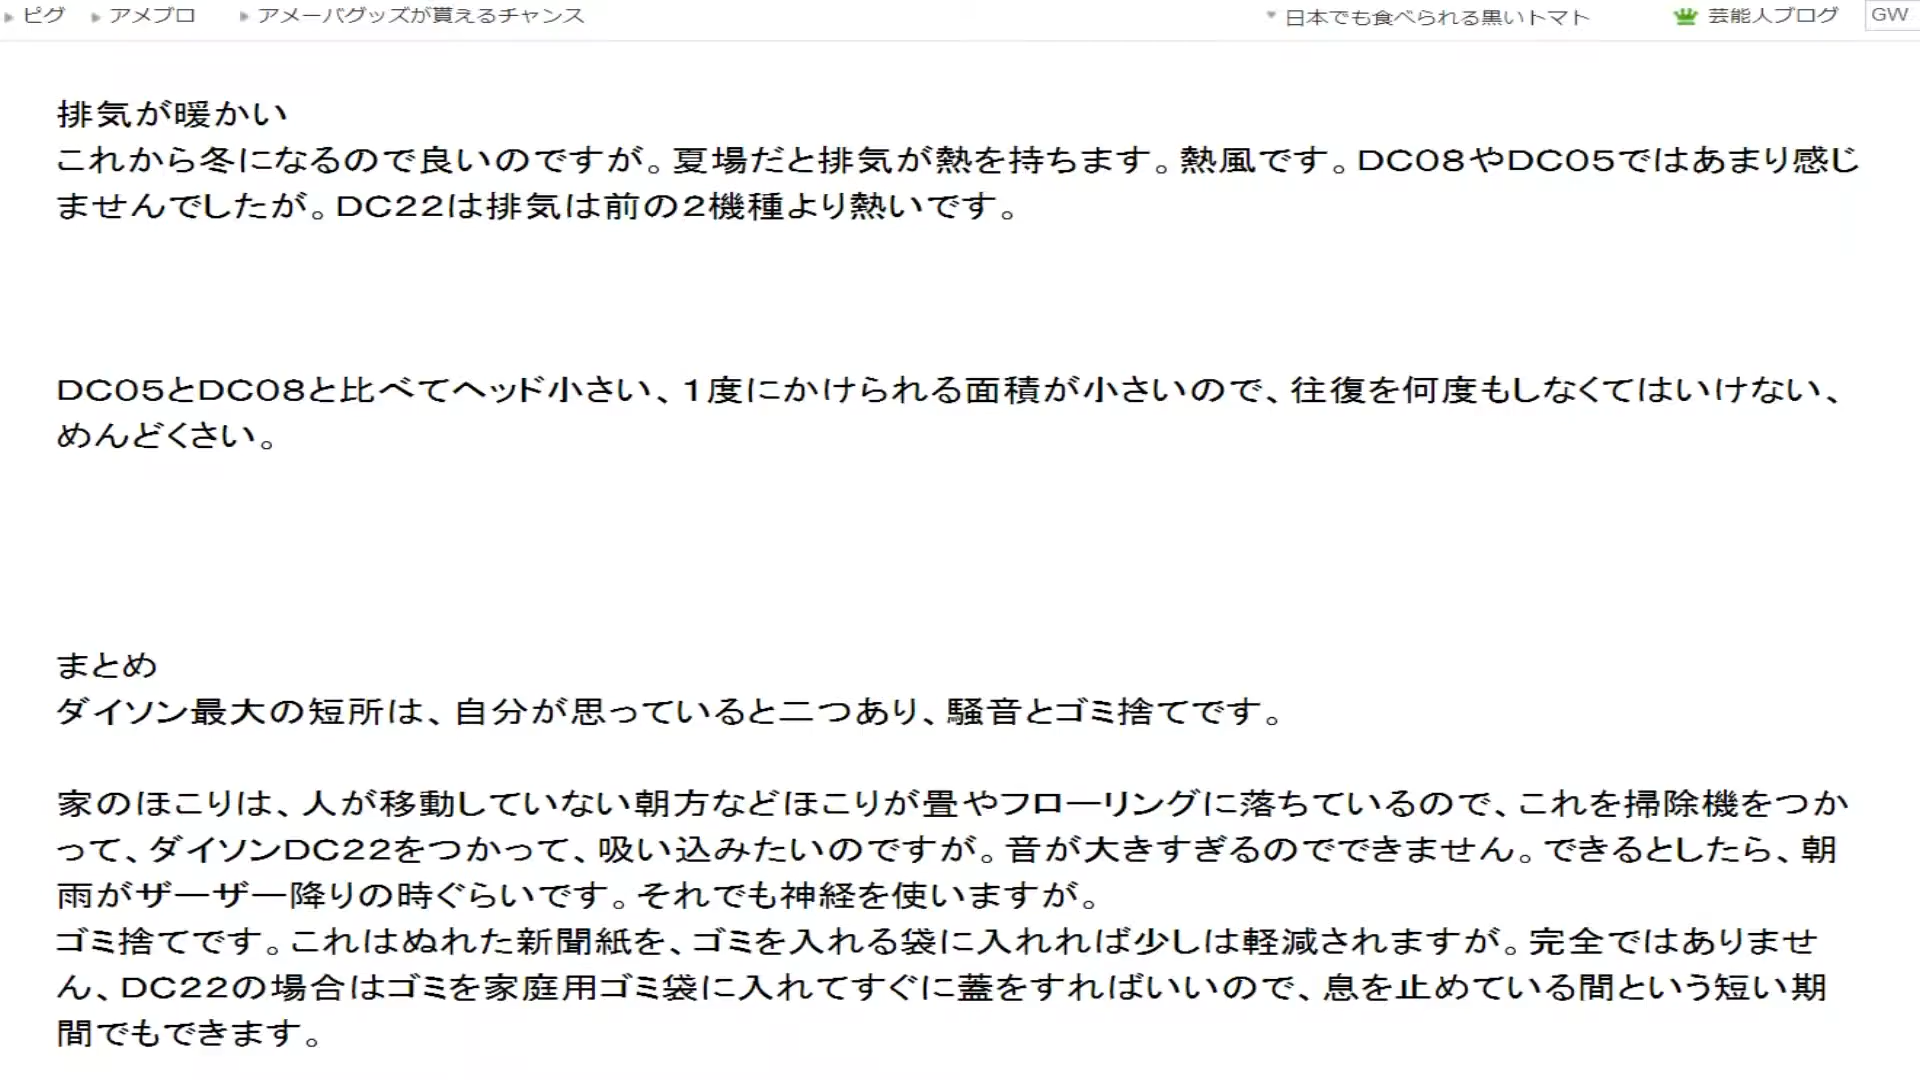 ピグ アメブロ アメーバグッズが貰えるチャンス 日本でも食べられる黒いトマト 芸能人ブログ GW
排気が暖かい
これから冬になるので良いのですが。夏場だと排気が熱を持ちます。熱風です。DC08やDC05ではあまり感じ
ませんでしたが。DC22は排気は前の2機種より熱いです。
DC05とDC08と比べてヘッド小さい、1度にかけられる面積が小さいので、往復を何度もしなくてはいけない、
めんどくさい。
まとめ
ダイソン最大の短所は、自分が思っていると二つあり、騒音とゴミ捨てです。
家のほこりは、人が移動していない朝方などほこりが畳やフローリングに落ちているので、これを掃除機をつか
って、ダイソンDC22をつかって、吸い込みたいのですが。音が大きすぎるのでできません。できるとしたら、朝
雨がザーザー降りの時ぐらいです。それでも神経を使いますが。
ゴミ捨てです。これはぬれた新聞紙を、ゴミを入れる袋に入れれば少しは軽減されますが。完全ではありませ
ん、DC22の場合はゴミを家庭用ゴミ袋に入れてすぐに蓋をすればいいので、息を止めている間という短い期
間でもできます。